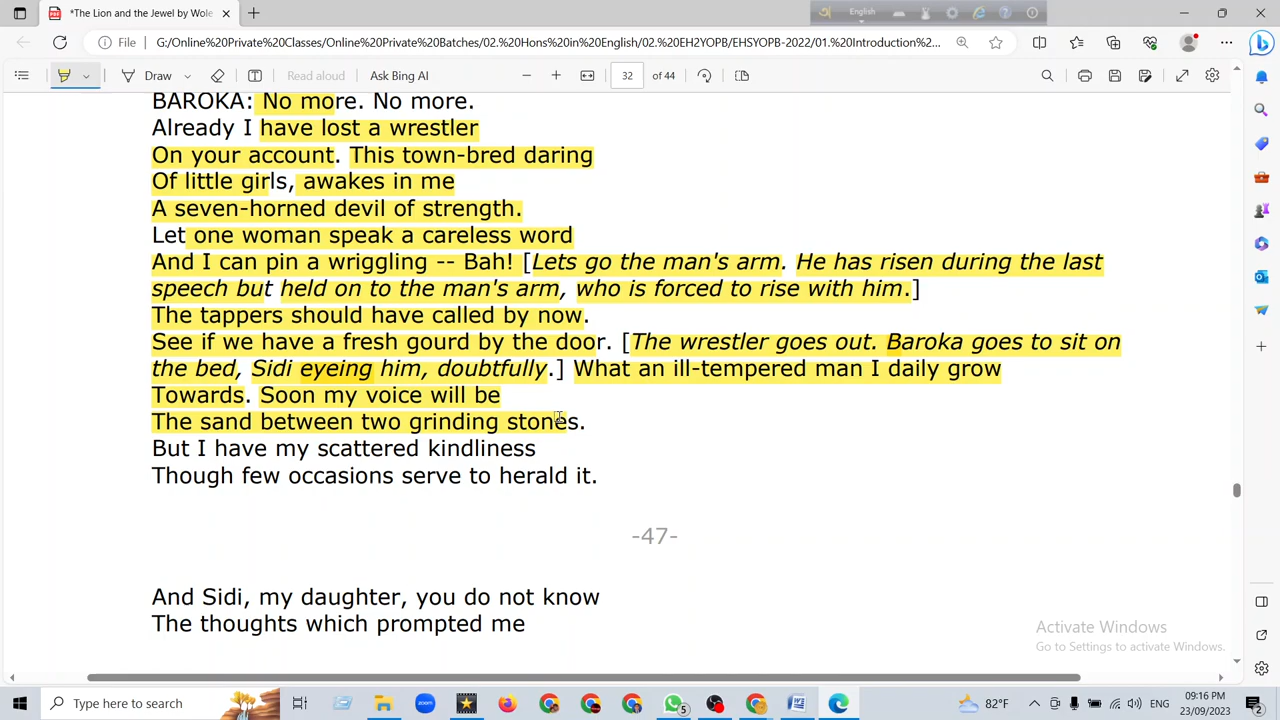 *The Lion and the Jewel by Wole
English
File
G:/Online%20Private%20Classes/Online%20Private%20Batches/02.%20Hons%20in%20English/02.%20EH2YOPB/EHSYOPB-2022/01.%20Introduction%20...
Draw
Read aloud
Ask Bing AI
32 of 44
BAROKA: No more. No more.
Already I have lost a wrestler
On your account. This town-bred daring
Of little girls, awakes in me
A seven-horned devil of strength.
Let one woman speak a careless word
And I can pin a wriggling -- Bah! [Lets go the man's arm. He has risen during the last
speech but held on to the man's arm, who is forced to rise with him.]
The tappers should have called by now.
See if we have a fresh gourd by the door. [The wrestler goes out. Baroka goes to sit on
the bed, Sidi eyeing him, doubtfully.] What an ill-tempered man I daily grow
Towards. Soon my voice will be
The sand between two grinding stones.
But I have my scattered kindliness
Though few occasions serve to herald it.
-47-
And Sidi, my daughter, you do not know
The thoughts which prompted me
Activate Windows
Go to Settings to activate Windows.
Type here to search
zoom
5
82°F
ENG
09:16 PM
23/09/2023
2